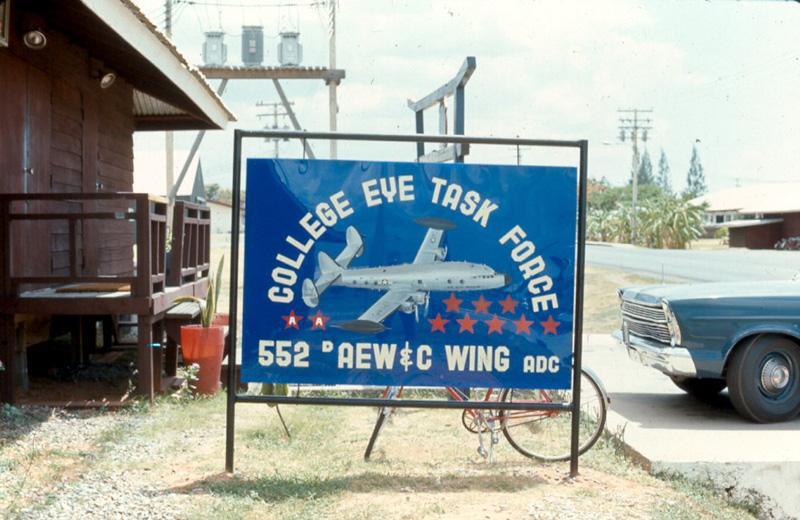 COLLEGE EYE TASK FORCE
A A
552 D AEW&C WING ADC